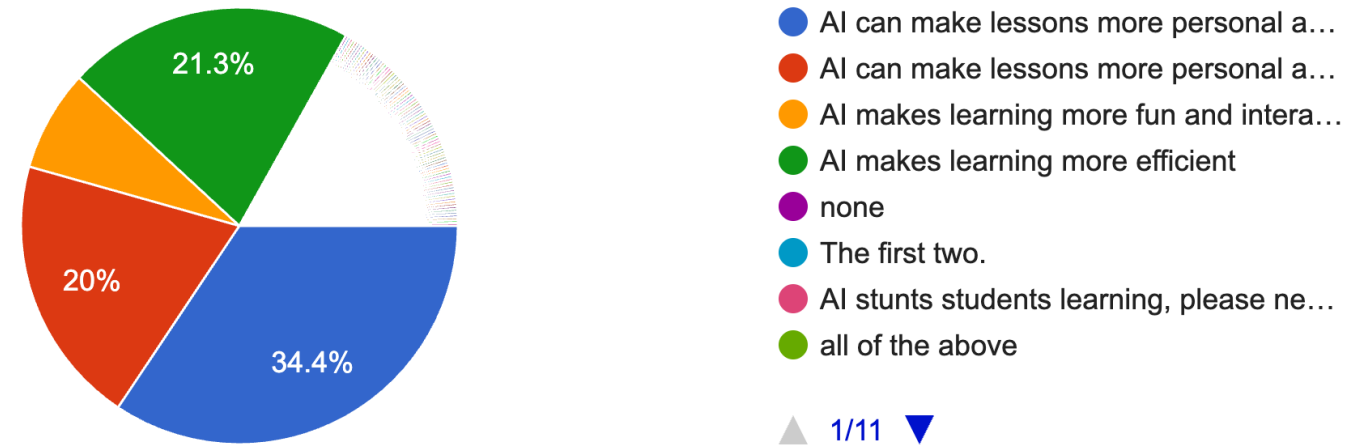 21.3%
20%
34.4%
AI can make lessons more personal a…
AI can make lessons more personal a…
AI makes learning more fun and intera…
AI makes learning more efficient
none
The first two.
AI stunts students learning, please ne…
all of the above
1/11